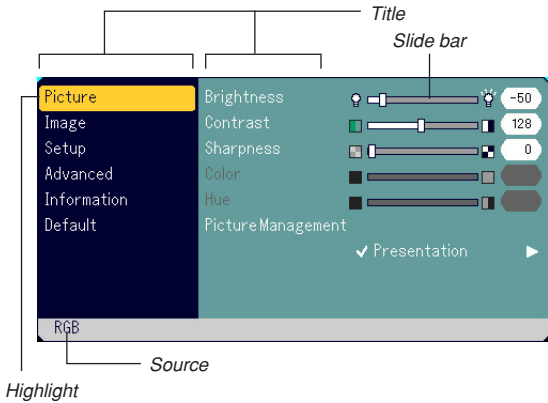 Title
Slide bar
Picture Brightness -50
Image Contrast 128
Setup Sharpness 0
Advanced Color
Information Hue
Default Picture Management
Presentation
RGB
Source
Highlight